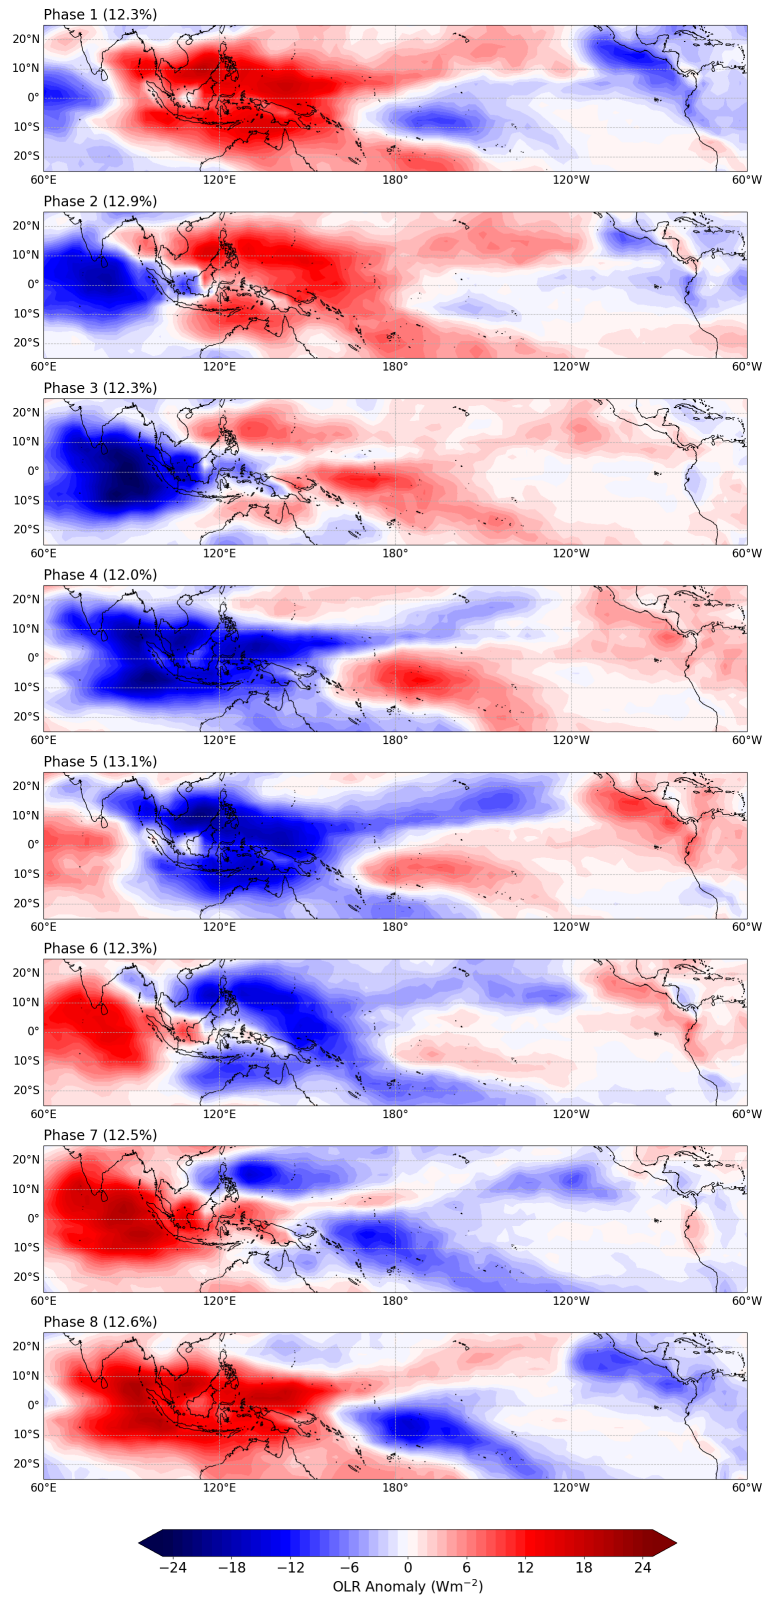 Phase 1 (12.3%)
20°N
10°N
0°
10°S
20°S
60°E 120°E 180° 120°W 60°W
Phase 2 (12.9%)
20°N
10°N
0°
10°S
20°S
60°E 120°E 180° 120°W 60°W
Phase 3 (12.3%)
20°N
10°N
0°
10°S
20°S
60°E 120°E 180° 120°W 60°W
Phase 4 (12.0%)
20°N
10°N
0°
10°S
20°S
60°E 120°E 180° 120°W 60°W
Phase 5 (13.1%)
20°N
10°N
0°
10°S
20°S
60°E 120°E 180° 120°W 60°W
Phase 6 (12.3%)
20°N
10°N
0°
10°S
20°S
60°E 120°E 180° 120°W 60°W
Phase 7 (12.5%)
20°N
10°N
0°
10°S
20°S
60°E 120°E 180° 120°W 60°W
Phase 8 (12.6%)
20°N
10°N
0°
10°S
20°S
60°E 120°E 180° 120°W 60°W
−24 −18 −12 −6 0 6 12 18 24
OLR Anomaly (Wm⁻²)